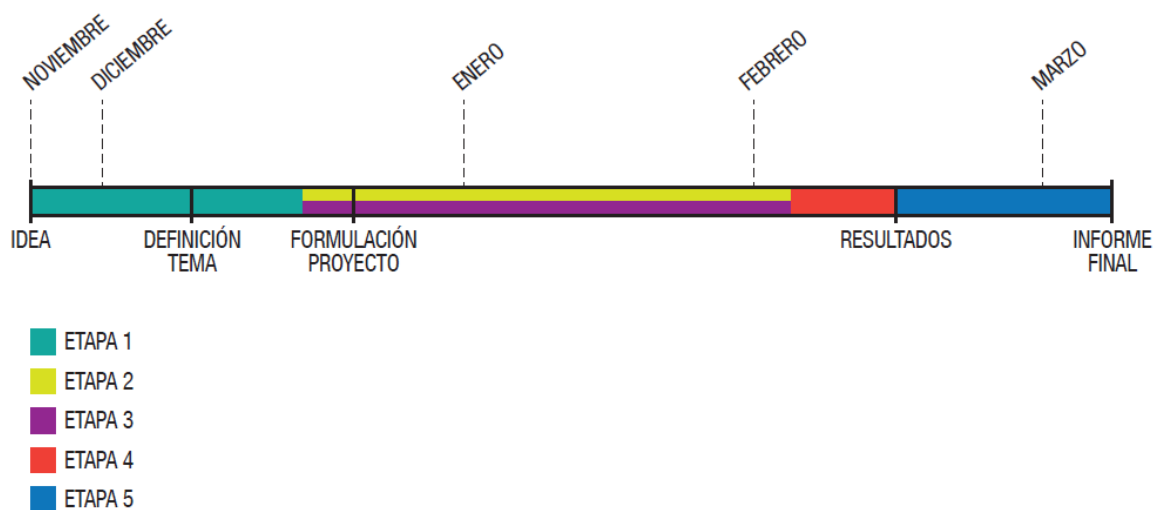 NOVIEMBRE
DICIEMBRE
ENERO
FEBRERO
MARZO
IDEA
DEFINICIÓN
TEMA
FORMULACIÓN
PROYECTO
RESULTADOS
INFORME
FINAL
ETAPA 1
ETAPA 2
ETAPA 3
ETAPA 4
ETAPA 5